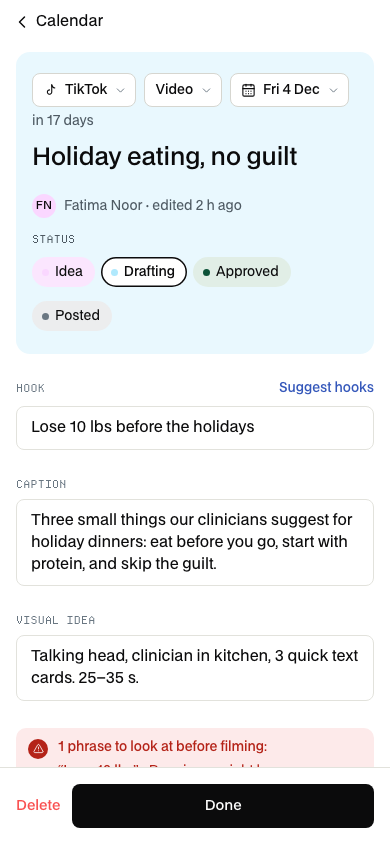 Calendar
TikTok
Video
Fri 4 Dec
in 17 days
Holiday eating, no guilt
FN
Fatima Noor · edited 2 h ago
STATUS
Idea
Drafting
Approved
Posted
HOOK
Suggest hooks
Lose 10 lbs before the holidays
CAPTION
Three small things our clinicians suggest for
holiday dinners: eat before you go, start with
protein, and skip the guilt.
VISUAL IDEA
Talking head, clinician in kitchen, 3 quick text
cards. 25–35 s.
1 phrase to look at before filming:
Delete
Done